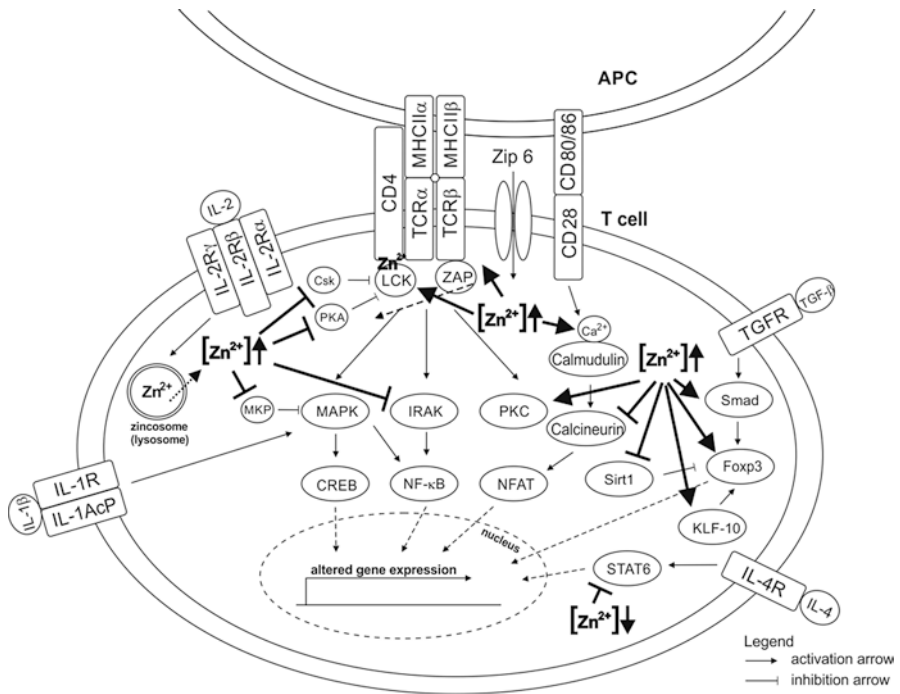 APC
MHCIIα
MHCIIβ
CD80/86
CD4
Zip 6
TCRα
TCRβ
CD28
T cell
IL-2
IL-2Rγ
IL-2Rβ
IL-2Rα
Zn²⁺
LCK
ZAP
Csk
PKA
[Zn²⁺]
Ca²⁺
TGF-β
TGFR
[Zn²⁺]
Calmudulin
[Zn²⁺]
Zn²⁺
zincosome
(lysosome)
MKP
MAPK
IRAK
PKC
Calcineurin
Smad
IL-1R
IL-1AcP
IL-1β
CREB
NF-κB
NFAT
Sirt1
Foxp3
KLF-10
nucleus
altered gene expression
STAT6
IL-4R
IL-4
[Zn²⁺]
Legend
activation arrow
inhibition arrow